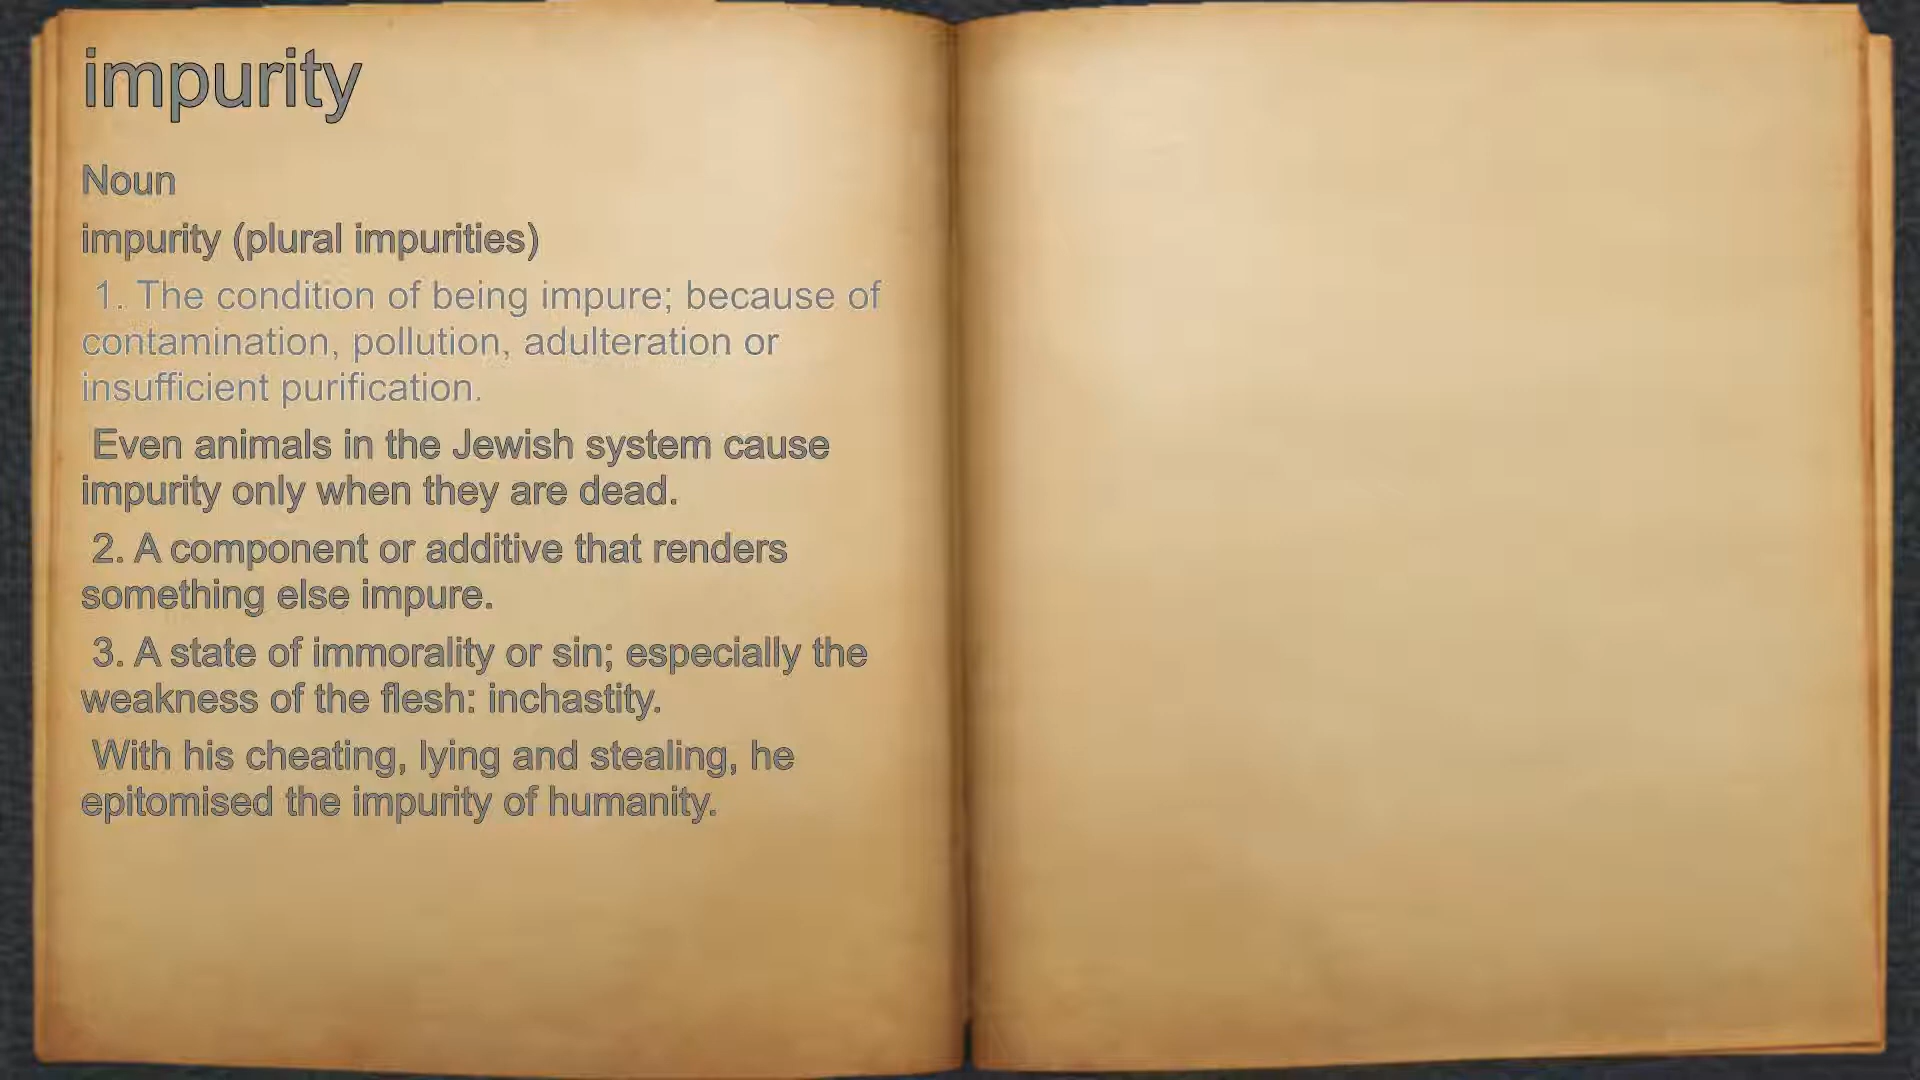 impurity
Noun
impurity (plural impurities)
1. The condition of being impure; because of
contamination, pollution, adulteration or
insufficient purification.
Even animals in the Jewish system cause
impurity only when they are dead.
2. A component or additive that renders
something else impure.
3. A state of immorality or sin; especially the
weakness of the flesh: inchastity.
With his cheating, lying and stealing, he
epitomised the impurity of humanity.